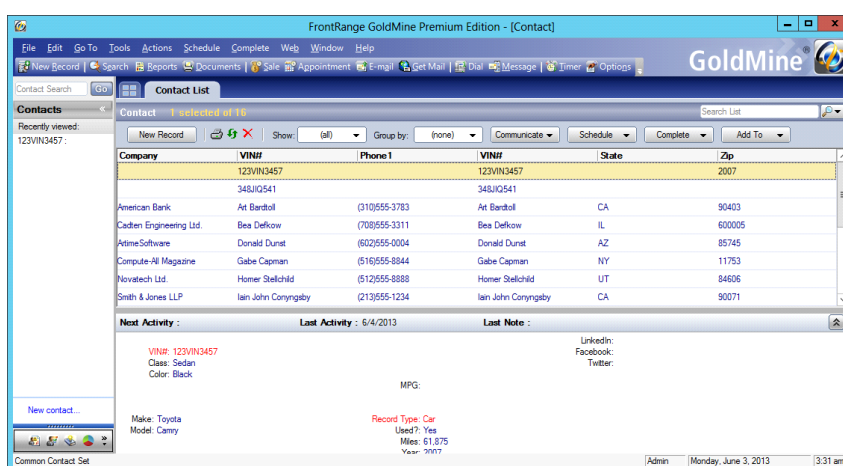 FrontRange GoldMine Premium Edition - [Contact]
File Edit Go To Tools Actions Schedule Complete Web Window Help
New Record Search Reports Documents Sale Appointment E-mail Get Mail Dial Message Timer Options GoldMine®
Contact Search Go Contact List
Contacts Contact 1 selected of 16 Search List
Recently viewed:
123VIN3457 :
New Record Show: (all) Group by: (none) Communicate Schedule Complete Add To
Company VIN# Phone1 VIN# State Zip
123VIN3457 123VIN3457 2007
348JIQ541 348JIQ541
American Bank Art Bardtoll (310)555-3783 Art Bardtoll CA 90403
Cadten Engineering Ltd. Bea Defkow (708)555-3311 Bea Defkow IL 600005
ArtimeSoftware Donald Dunst (602)555-0004 Donald Dunst AZ 85745
Compute-All Magazine Gabe Capman (516)555-8844 Gabe Capman NY 11753
Novatech Ltd. Homer Stellchild (512)555-8888 Homer Stellchild UT 84606
Smith & Jones LLP Iain John Conyngsby (213)555-1234 Iain John Conyngsby CA 90071
Next Activity : Last Activity : 6/4/2013 Last Note :
LinkedIn:
VIN#: 123VIN3457 Facebook:
Class: Sedan Twitter:
Color: Black
MPG:
New contact...
Make: Toyota Record Type: Car
Model: Camry Used?: Yes
Miles: 61,875
Year: 2007
Common Contact Set Admin Monday, June 3, 2013 3:31 am